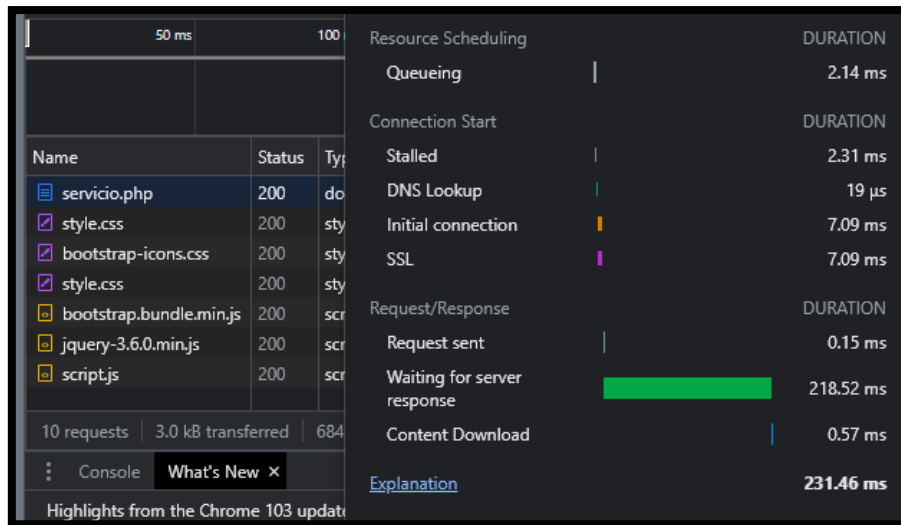 50 ms
100
Name Status Typ
servicio.php 200 do
style.css 200 sty
bootstrap-icons.css 200 sty
style.css 200 sty
bootstrap.bundle.min.js 200 scr
jquery-3.6.0.min.js 200 scr
script.js 200 scr
10 requests 3.0 kB transferred 684
Console What's New ×
Highlights from the Chrome 103 update
Resource Scheduling DURATION
Queueing 2.14 ms
Connection Start DURATION
Stalled 2.31 ms
DNS Lookup 19 μs
Initial connection 7.09 ms
SSL 7.09 ms
Request/Response DURATION
Request sent 0.15 ms
Waiting for server
response 218.52 ms
Content Download 0.57 ms
Explanation 231.46 ms